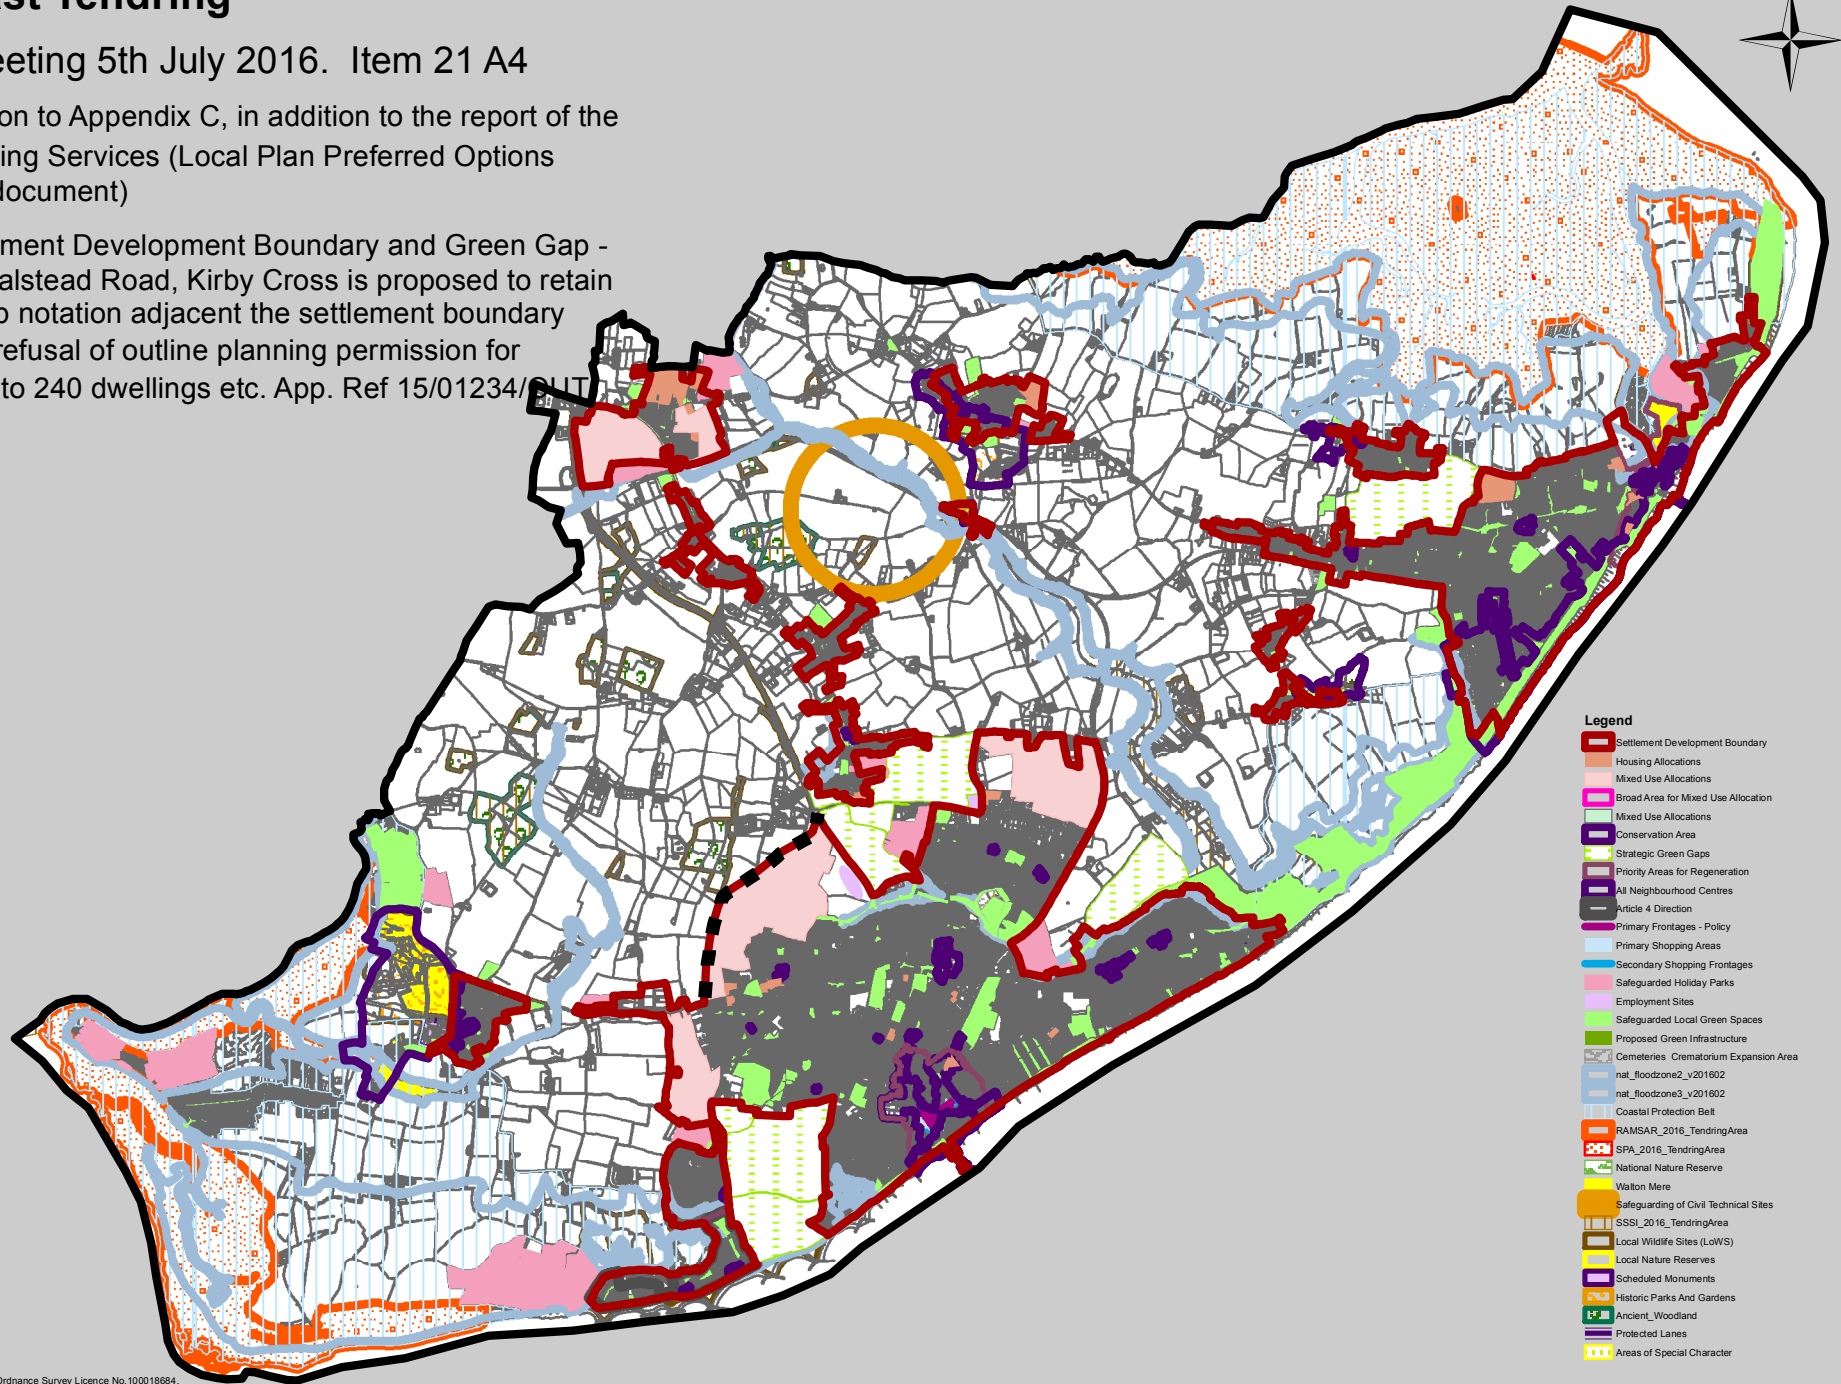 ast Tendring
eeting 5th July 2016.  Item 21 A4
on to Appendix C, in addition to the report of the
ing Services (Local Plan Preferred Options
document)
ment Development Boundary and Green Gap -
alstead Road, Kirby Cross is proposed to retain
p notation adjacent the settlement boundary
refusal of outline planning permission for
to 240 dwellings etc. App. Ref 15/01234/OUT
Legend
Settlement Development Boundary
Housing Allocations
Mixed Use Allocations
Broad Area for Mixed Use Allocation
Mixed Use Allocations
Conservation Area
Strategic Green Gaps
Priority Areas for Regeneration
All Neighbourhood Centres
Article 4 Direction
Primary Frontages - Policy
Primary Shopping Areas
Secondary Shopping Frontages
Safeguarded Holiday Parks
Employment Sites
Safeguarded Local Green Spaces
Proposed Green Infrastructure
Cemeteries  Crematorium Expansion Area
nat_floodzone2_v201602
nat_floodzone3_v201602
Coastal Protection Belt
RAMSAR_2016_TendringArea
SPA_2016_TendringArea
National Nature Reserve
Walton Mere
Safeguarding of Civil Technical Sites
SSSI_2016_TendringArea
Local Wildlife Sites (LoWS)
Local Nature Reserves
Scheduled Monuments
Historic Parks And Gardens
Ancient_Woodland
Protected Lanes
Areas of Special Character
Ordnance Survey Licence No.100018684.